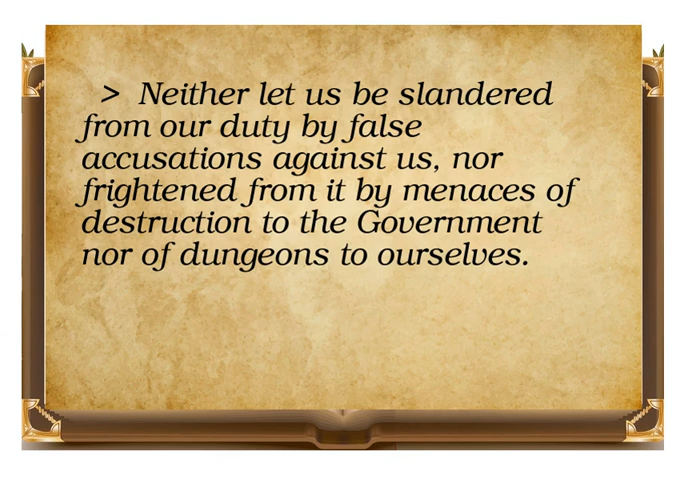 > Neither let us be slandered
from our duty by false
accusations against us, nor
frightened from it by menaces of
destruction to the Government
nor of dungeons to ourselves.